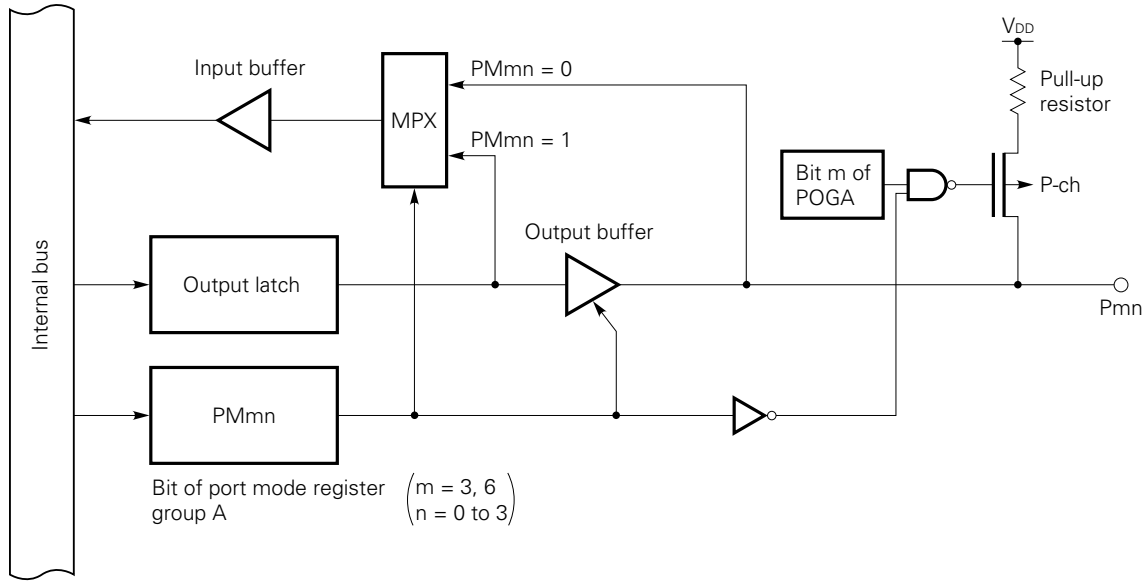 Internal bus
Input buffer
MPX
PMmn = 0
PMmn = 1
VDD
Pull-up
resistor
Bit m of
POGA
P-ch
Output latch
Output buffer
Pmn
PMmn
Bit of port mode register
group A
m = 3, 6
n = 0 to 3